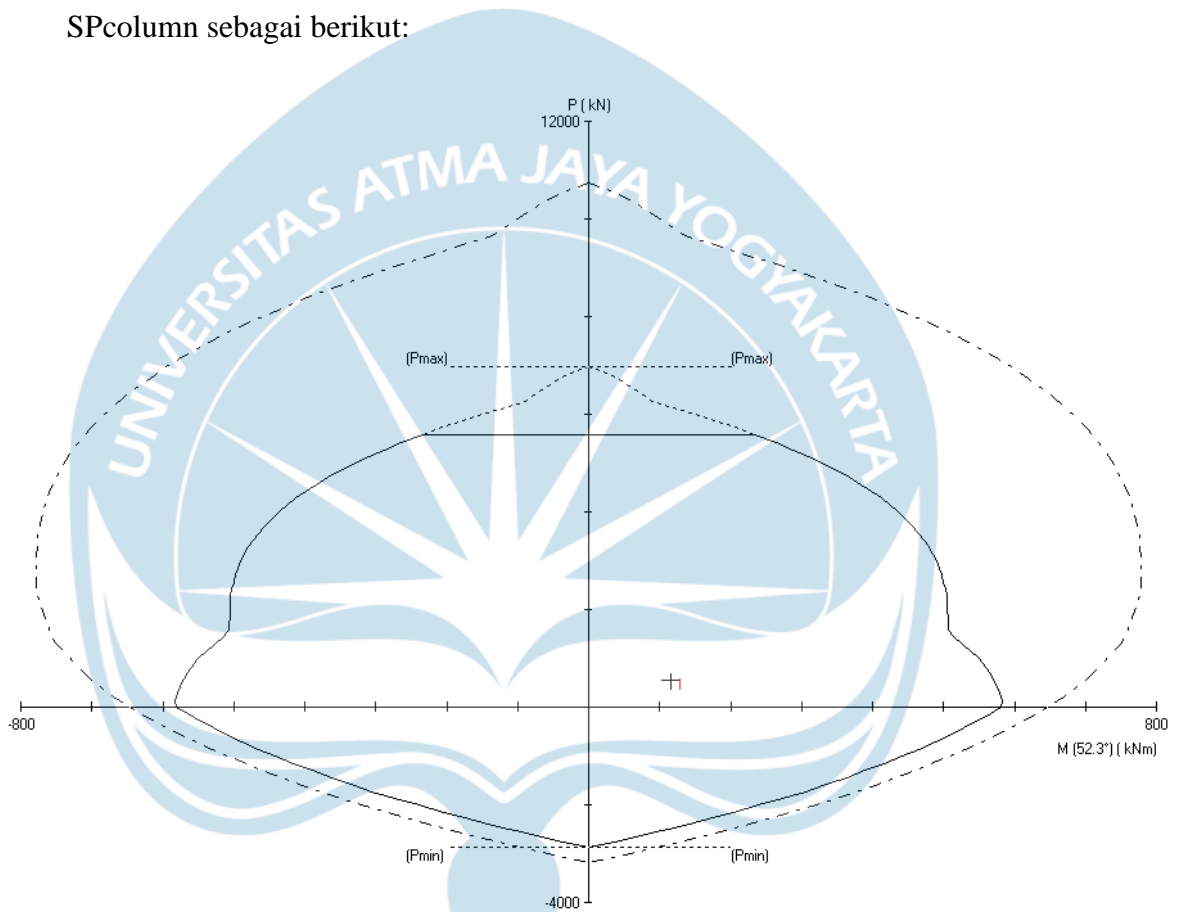 SPcolumn sebagai berikut:
P ( kN)
12000
UNIVERSITAS ATMA JAYA YOGYAKARTA
(Pmax) (Pmax)
1
-800 800
M (52.3°) ( kNm)
(Pmin) (Pmin)
-4000